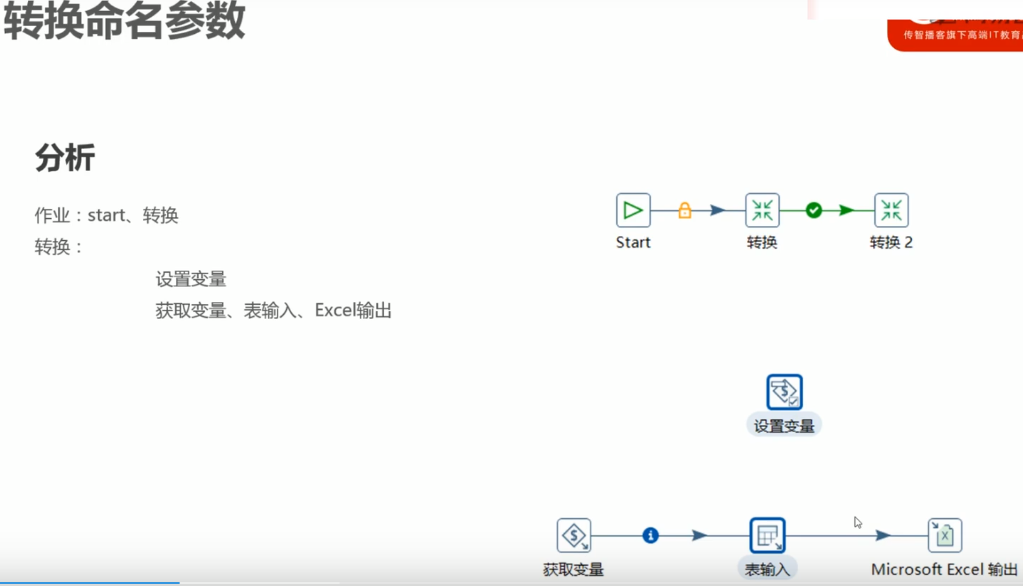 转换命名参数
传智播客旗下高端IT教育
分析
作业：start、转换
转换：
设置变量
获取变量、表输入、Excel输出
Start
转换
转换 2
设置变量
获取变量
表输入
Microsoft Excel 输出